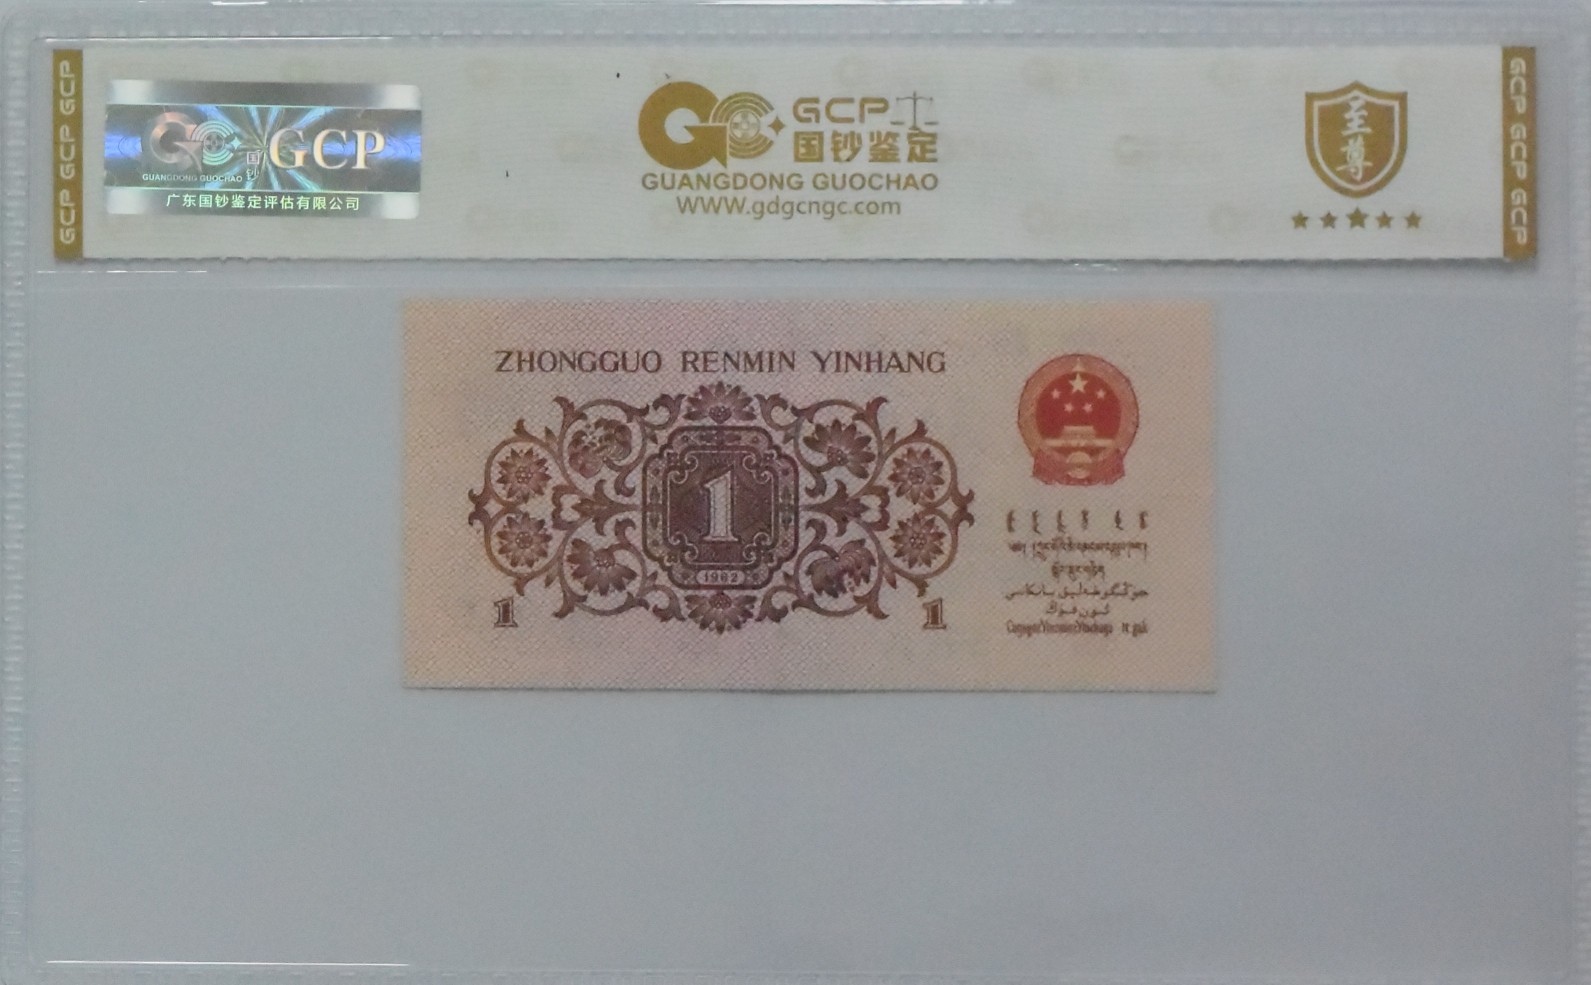 GCP GCP GCP
GCP
国钞
GUANGDONG GUOCHAO
广东国钞鉴定评估有限公司
GCP
国钞鉴定
GUANGDONG GUOCHAO
WWW.gdgcngc.com
至尊
GCP GCP GCP
ZHONGGUO RENMIN YINHANG
1
1962
1
1